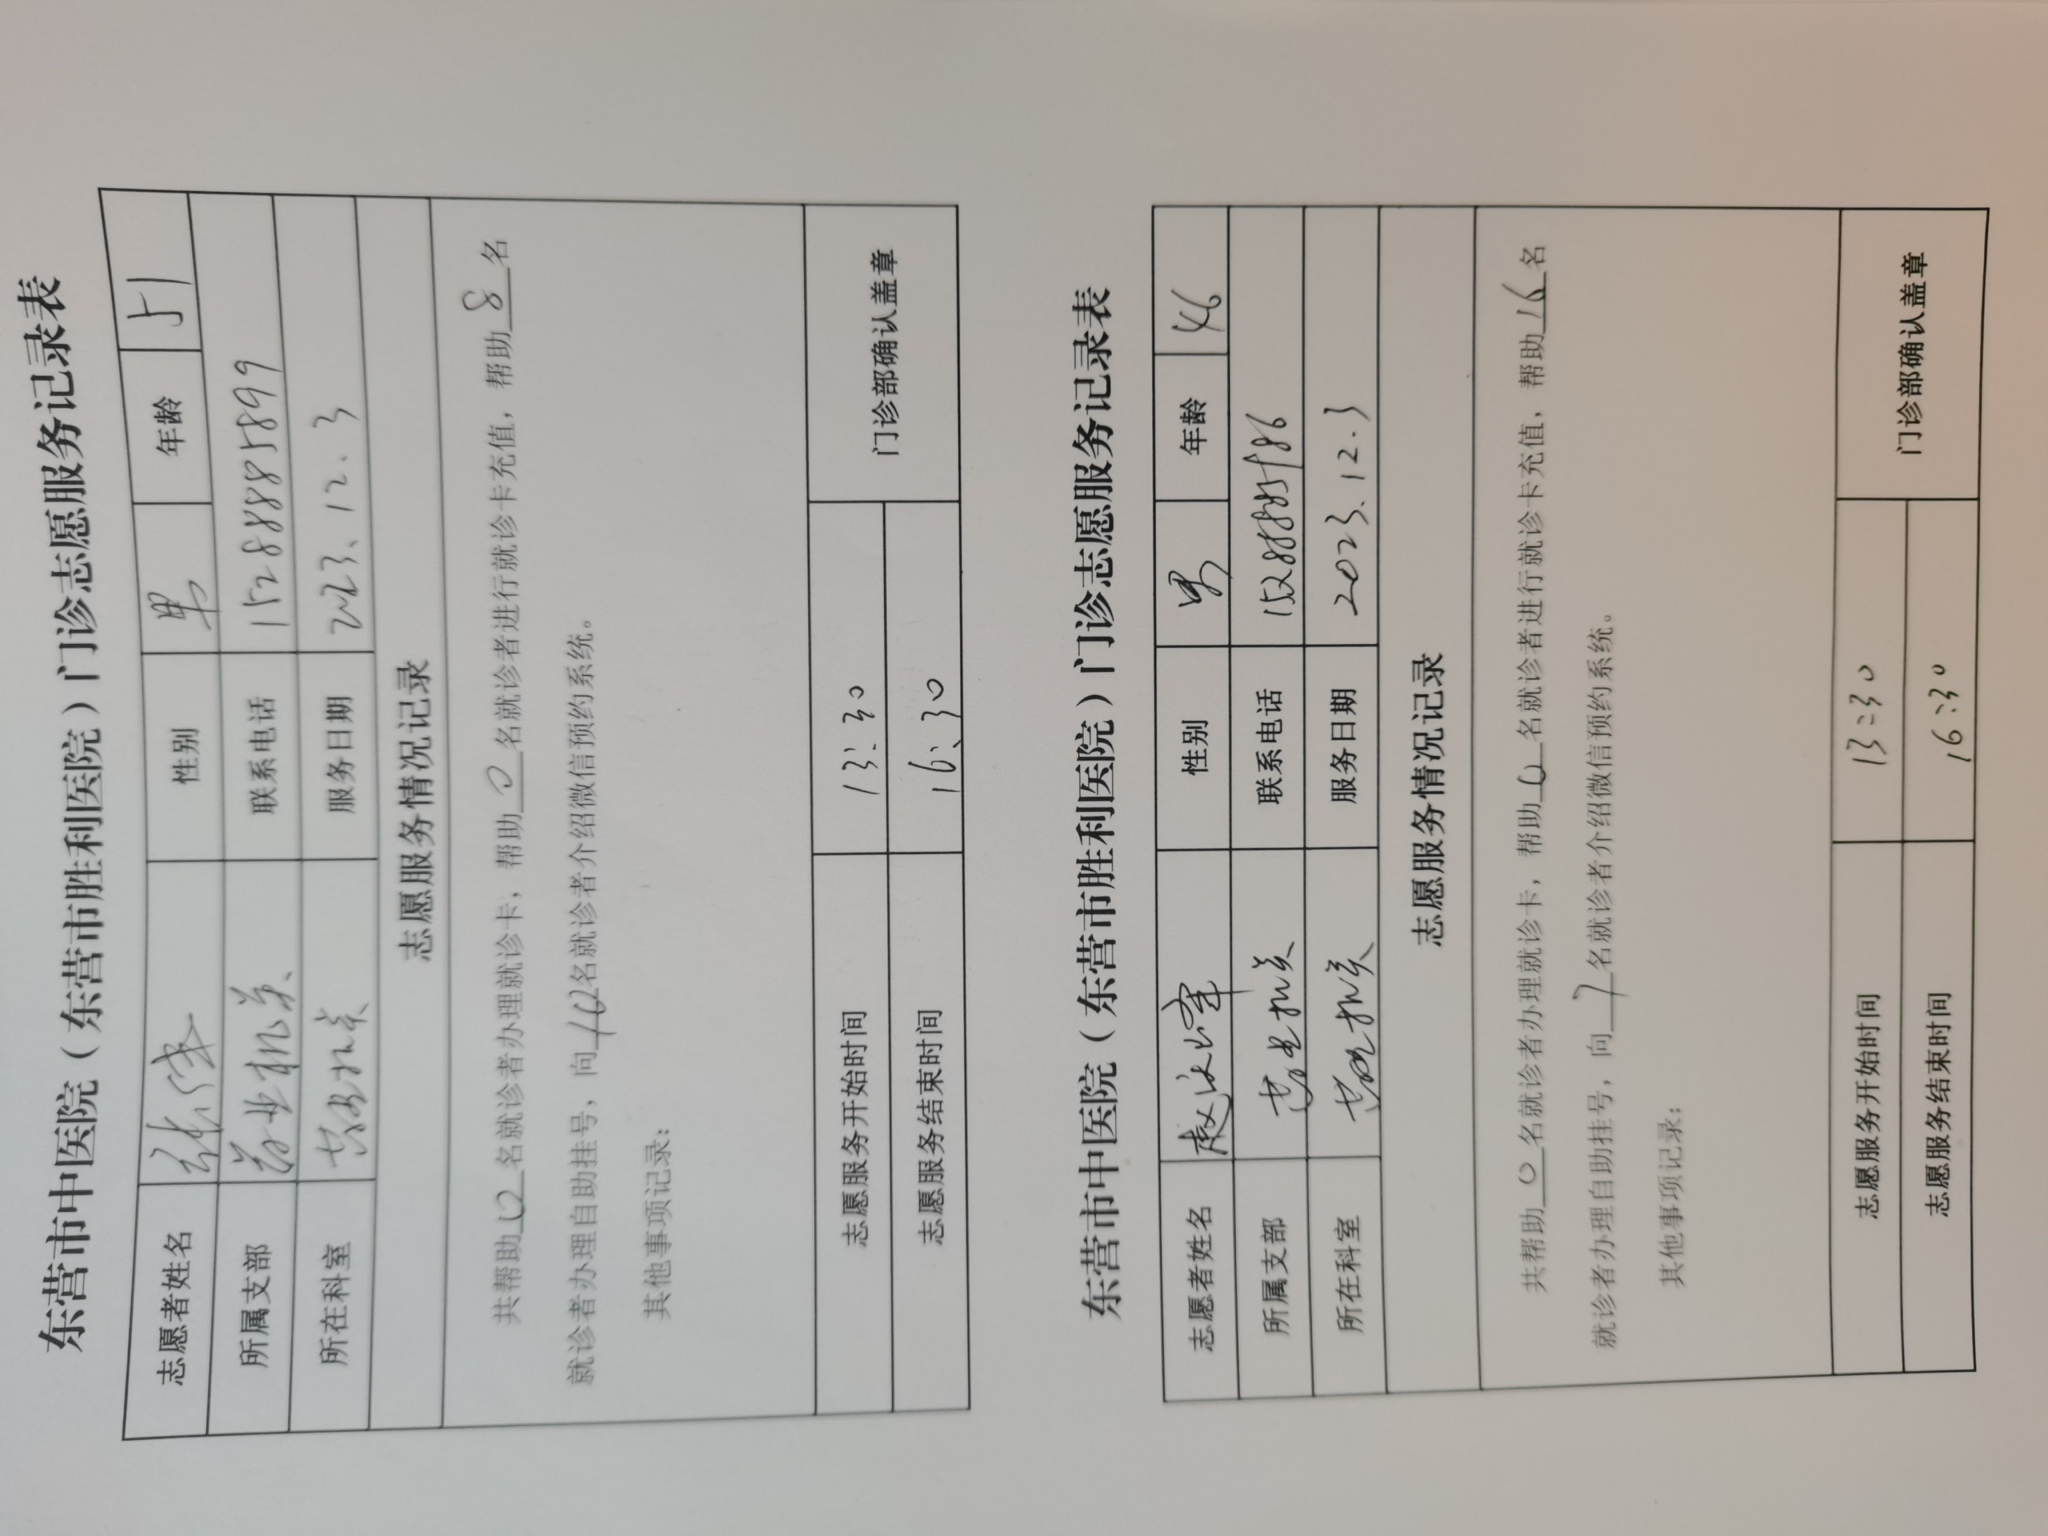 东营市中医院（东营市胜利医院）门诊志愿服务记录表
志愿者姓名 性别 男 年龄 51
所属支部 机关 联系电话 15288885899
所在科室 机关 服务日期 2023.12.3
志愿服务情况记录
共帮助 名就诊者办理就诊卡，帮助 0 名就诊者进行就诊卡充值，帮助 8 名
就诊者办理自助挂号，向 名就诊者介绍微信预约系统。
其他事项记录：
志愿服务开始时间 13:30 门诊部确认盖章
志愿服务结束时间 16:30
东营市中医院（东营市胜利医院）门诊志愿服务记录表
志愿者姓名 性别 男 年龄 46
所属支部 机关 联系电话
所在科室 机关 服务日期 2023.12.3
志愿服务情况记录
共帮助 0 名就诊者办理就诊卡，帮助 名就诊者进行就诊卡充值，帮助 16 名
就诊者办理自助挂号，向 7 名就诊者介绍微信预约系统。
其他事项记录：
志愿服务开始时间 13:30 门诊部确认盖章
志愿服务结束时间 16:30